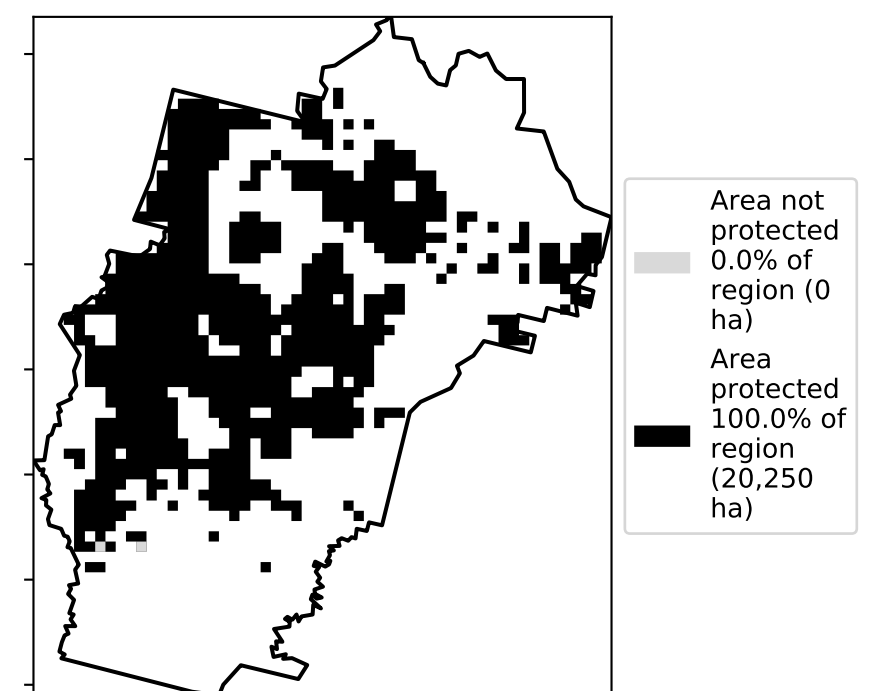 Area not
protected
0.0% of
region (0
ha)
Area
protected
100.0% of
region
(20,250
ha)